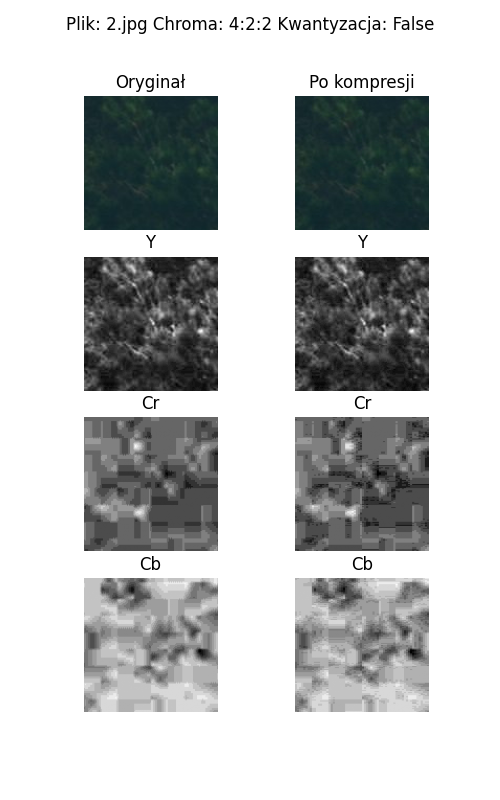 Plik: 2.jpg Chroma: 4:2:2 Kwantyzacja: False
Oryginał Po kompresji
Y Y
Cr Cr
Cb Cb